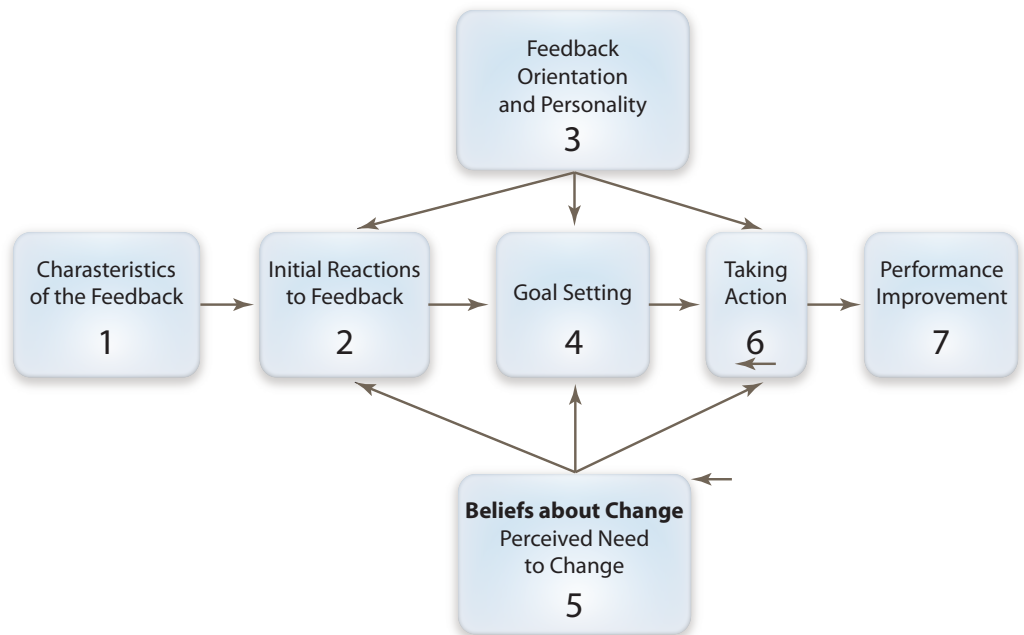 Feedback
Orientation
and Personality
3
Charasteristics
of the Feedback
1
Initial Reactions
to Feedback
2
Goal Setting
4
Taking
Action
6
Performance
Improvement
7
Beliefs about Change
Perceived Need
to Change
5